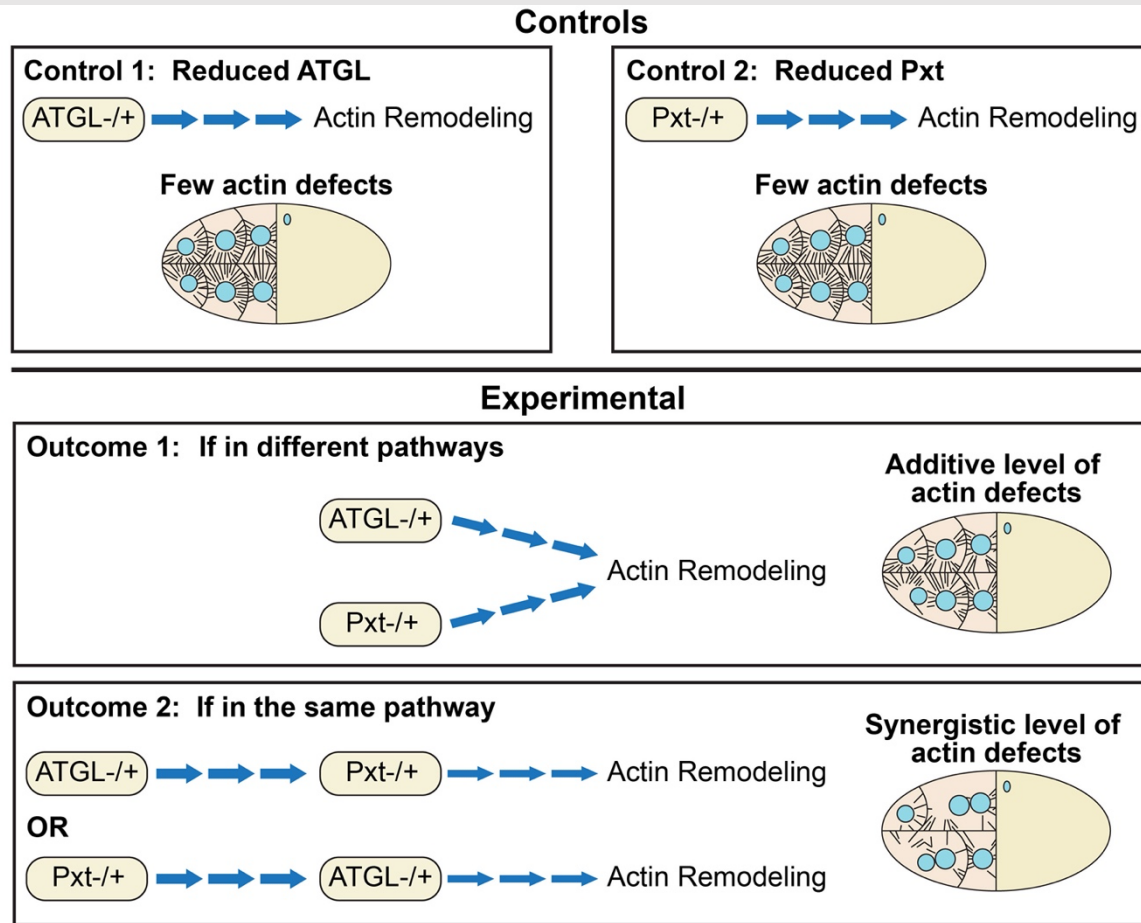 Controls
Control 1: Reduced ATGL
ATGL-/+ Actin Remodeling
Few actin defects
Control 2: Reduced Pxt
Pxt-/+ Actin Remodeling
Few actin defects
Experimental
Outcome 1: If in different pathways
ATGL-/+
Pxt-/+
Actin Remodeling
Additive level of
actin defects
Outcome 2: If in the same pathway
ATGL-/+ Pxt-/+ Actin Remodeling
OR
Pxt-/+ ATGL-/+ Actin Remodeling
Synergistic level of
actin defects